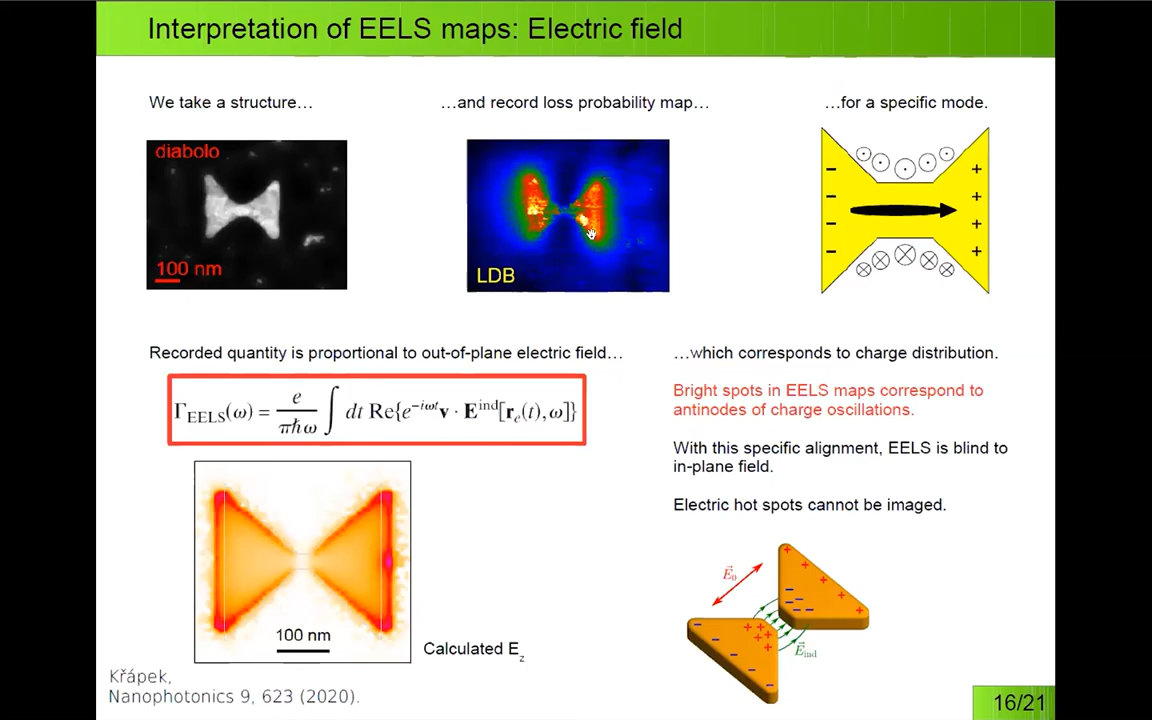 Interpretation of EELS maps: Electric field
We take a structure…
…and record loss probability map…
…for a specific mode.
diabolo
100 nm
LDB
- +
- +
- +
- +
Recorded quantity is proportional to out-of-plane electric field…
Γ_EELS(ω) = e/(πħω) ∫ dt Re{e^{−iωt} v · E^{ind}[r_e(t), ω]}
100 nm
Calculated E_z
…which corresponds to charge distribution.
Bright spots in EELS maps correspond to
antinodes of charge oscillations.
With this specific alignment, EELS is blind to
in-plane field.
Electric hot spots cannot be imaged.
E⃗_0
E⃗_ind
Křápek,
Nanophotonics 9, 623 (2020).
16/21